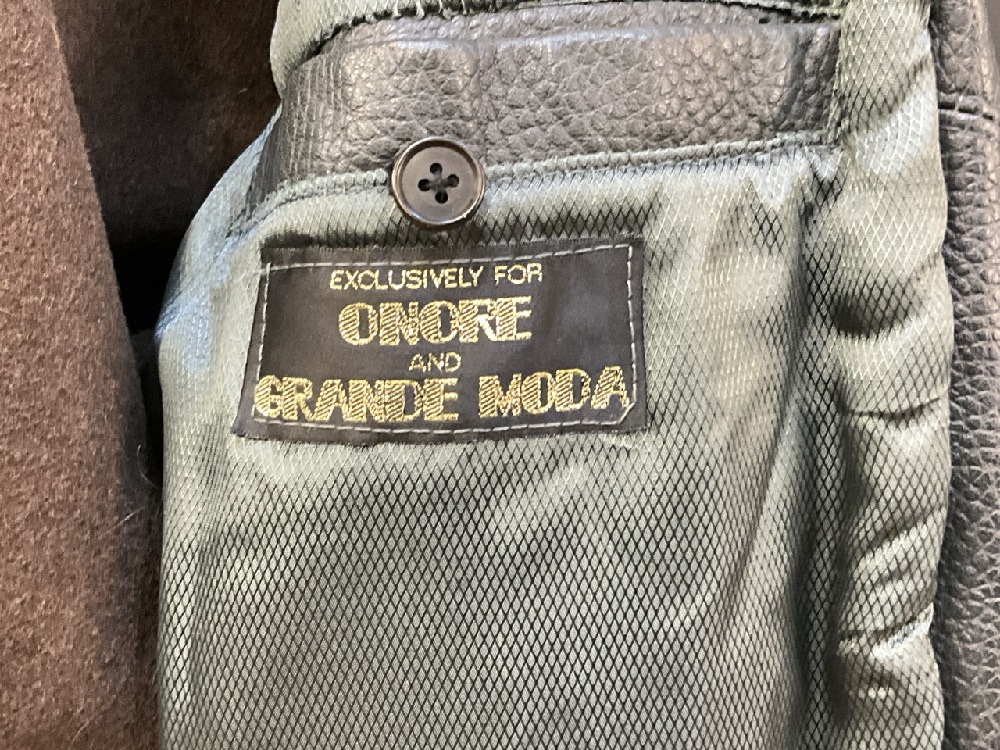 EXCLUSIVELY FOR
ONORE
AND
GRANDE MODA